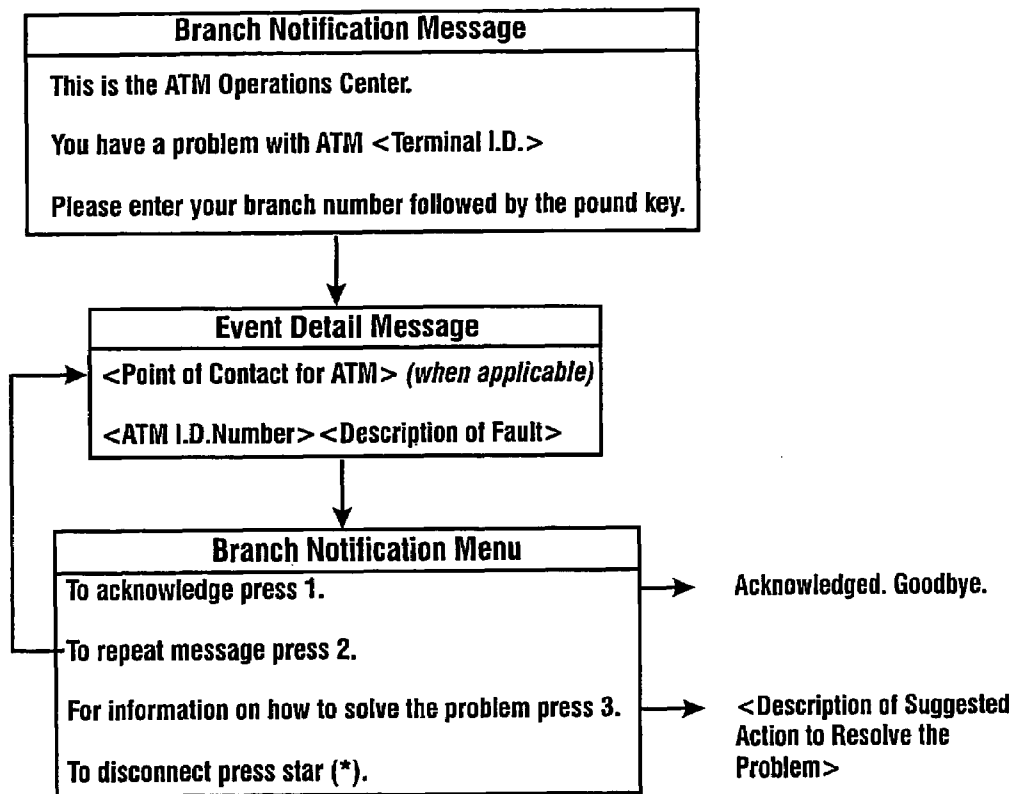 Branch Notification Message
This is the ATM Operations Center.
You have a problem with ATM <Terminal I.D.>
Please enter your branch number followed by the pound key.
Event Detail Message
<Point of Contact for ATM> (when applicable)
<ATM I.D.Number> <Description of Fault>
Branch Notification Menu
To acknowledge press 1.
Acknowledged. Goodbye.
To repeat message press 2.
For information on how to solve the problem press 3.
<Description of Suggested
Action to Resolve the
Problem>
To disconnect press star (*).